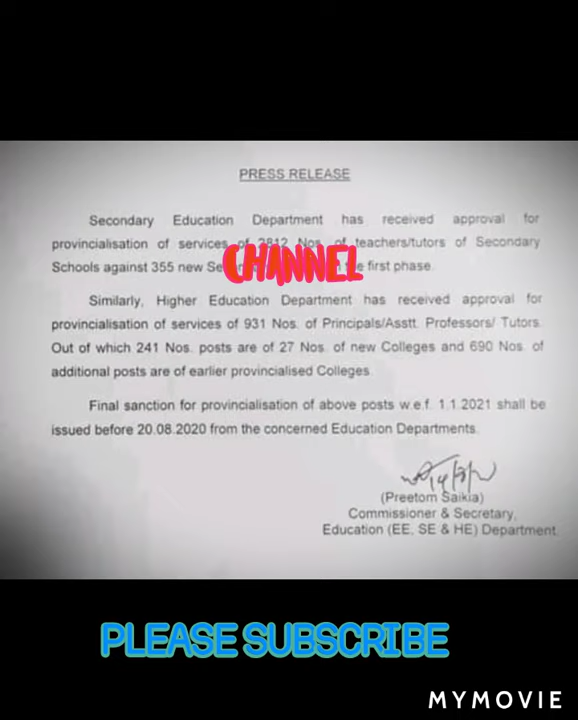 PRESS RELEASE
Secondary Education Department has received approval for
provincialisation of services of 2812 Nos. of teachers/tutors of Secondary
Schools against 355 new Se
CHANNEL
first phase.
Similarly, Higher Education Department has received approval for
provincialisation of services of 931 Nos. of Principals/Asstt. Professors/ Tutors.
Out of which 241 Nos. posts are of 27 Nos. of new Colleges and 690 Nos. of
additional posts are of earlier provincialised Colleges.
Final sanction for provincialisation of above posts w.e.f. 1.1.2021 shall be
issued before 20.08.2020 from the concerned Education Departments.
(Preetom Saikia)
Commissioner & Secretary,
Education (EE, SE & HE) Department
PLEASE SUBSCRIBE
MYMOVIE